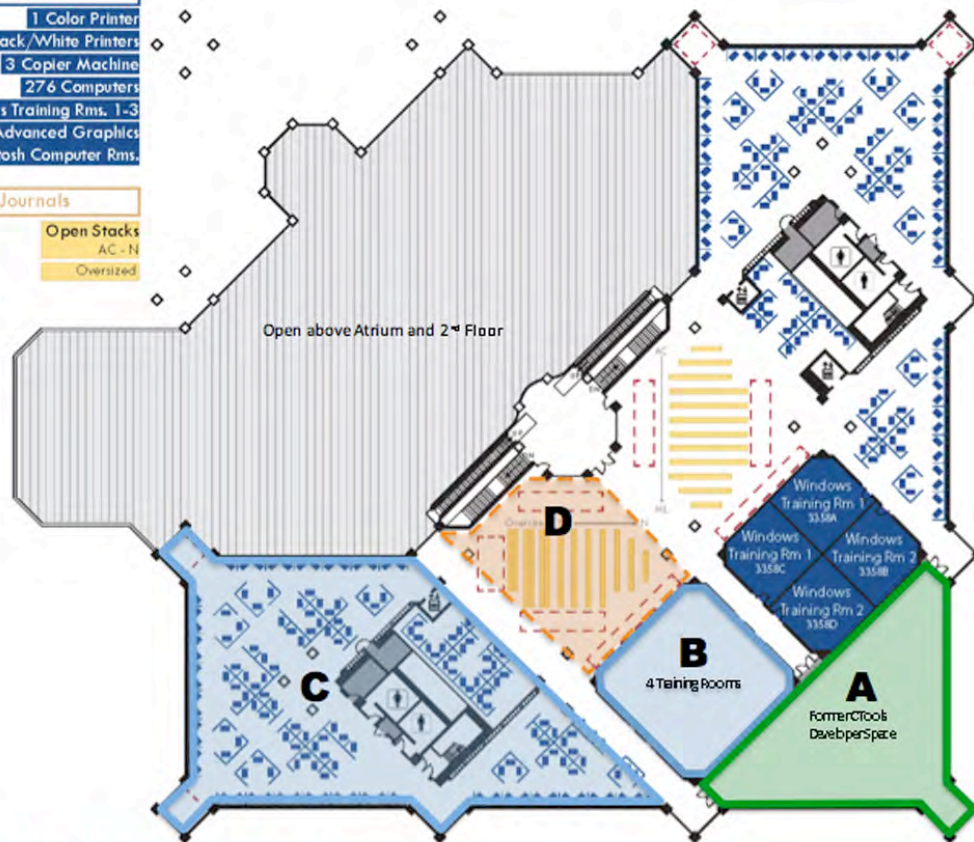 1 Color Printer
ack/White Printers
3 Copier Machine
276 Computers
s Training Rms. 1-3
Advanced Graphics
osh Computer Rms.
Journals
Open Stacks
AC - N
Oversized
Open above Atrium and 2nd Floor
AC
ML
Windows
Training Rm 1
3358A
Windows
Training Rm 1
3358C
Windows
Training Rm 2
3358B
Windows
Training Rm 2
3358D
D
N
B
4 Training Rooms
C
A
Former CTools
Developer Space